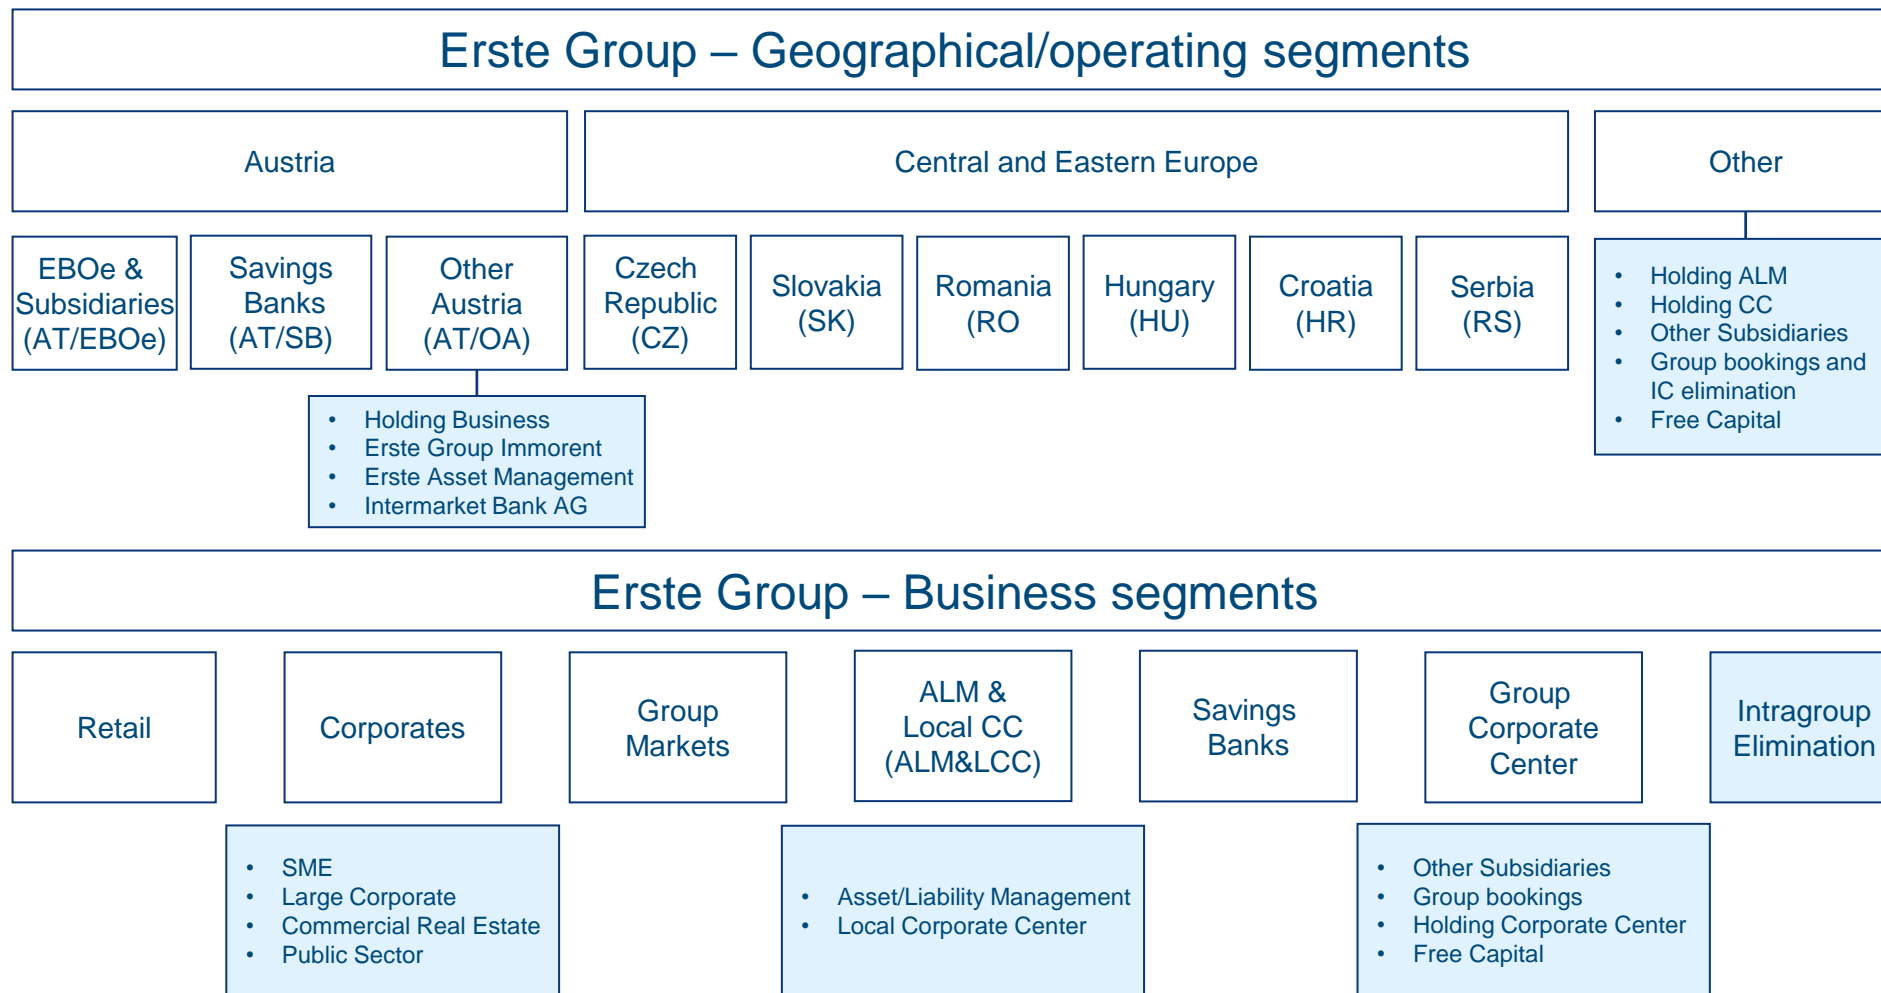 Erste Group – Geographical/operating segments
Austria
Central and Eastern Europe
Other
EBOe &
Subsidiaries
(AT/EBOe)
Savings
Banks
(AT/SB)
Other
Austria
(AT/OA)
Czech
Republic
(CZ)
Slovakia
(SK)
Romania
(RO
Hungary
(HU)
Croatia
(HR)
Serbia
(RS)
• Holding ALM
• Holding CC
• Other Subsidiaries
• Group bookings and
IC elimination
• Free Capital
• Holding Business
• Erste Group Immorent
• Erste Asset Management
• Intermarket Bank AG
Erste Group – Business segments
Retail
Corporates
Group
Markets
ALM &
Local CC
(ALM&LCC)
Savings
Banks
Group
Corporate
Center
Intragroup
Elimination
• SME
• Large Corporate
• Commercial Real Estate
• Public Sector
• Asset/Liability Management
• Local Corporate Center
• Other Subsidiaries
• Group bookings
• Holding Corporate Center
• Free Capital